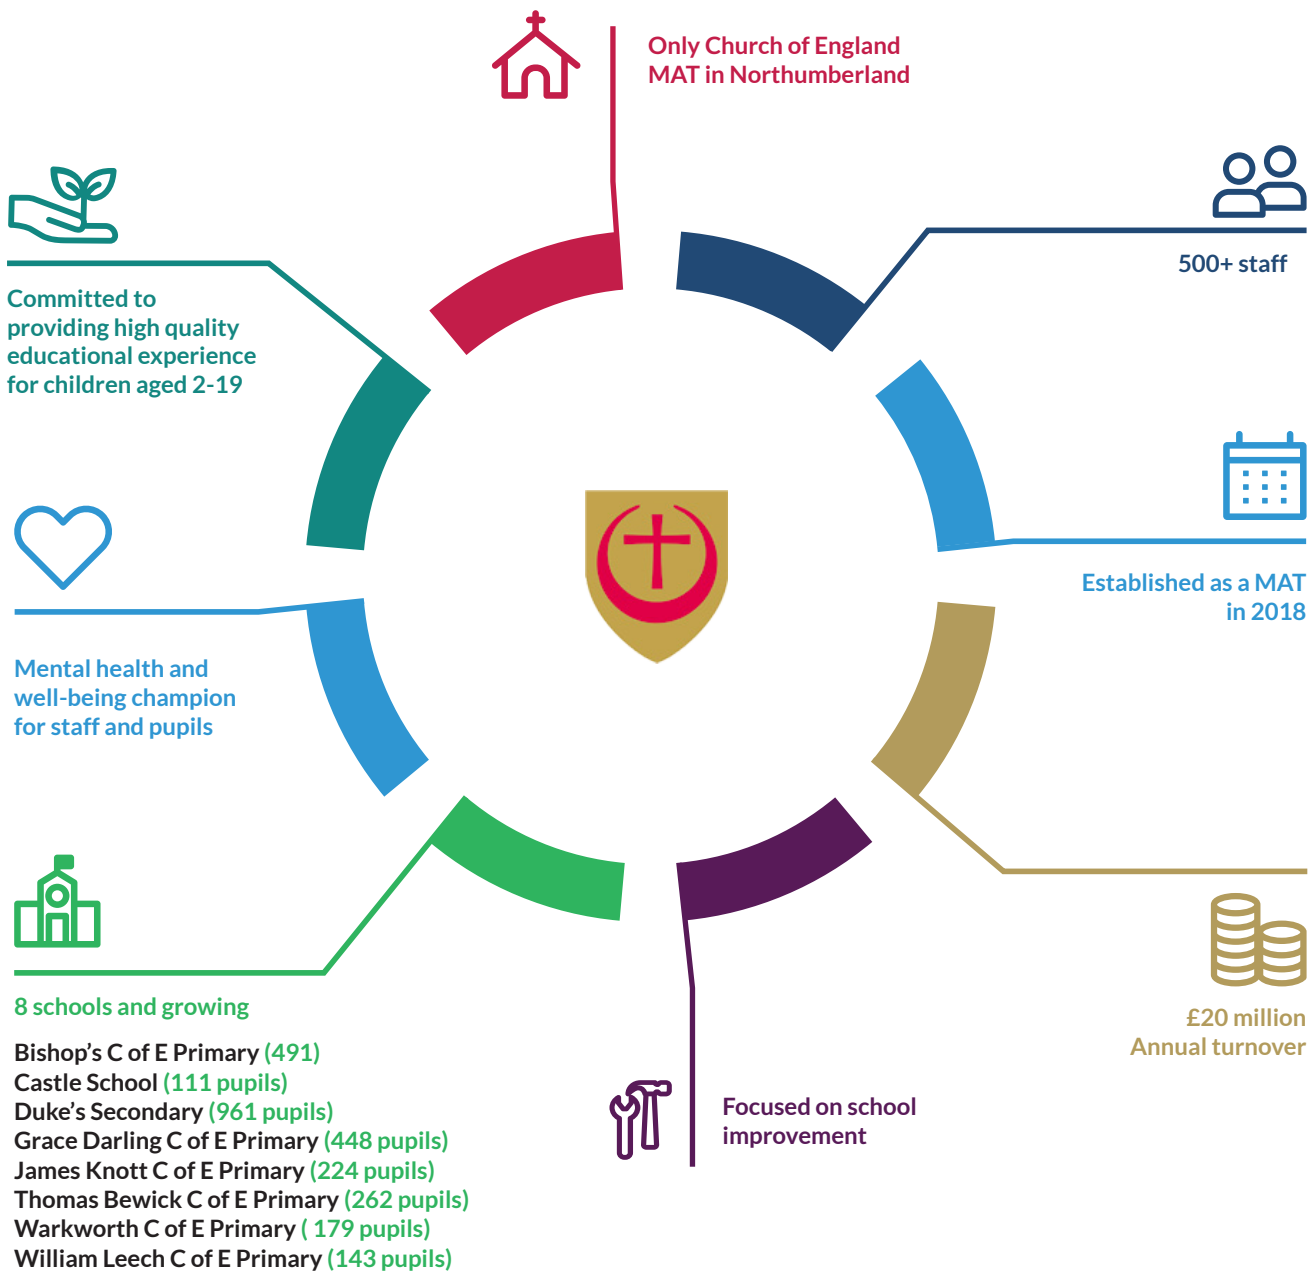 Only Church of England
MAT in Northumberland
500+ staff
Committed to
providing high quality
educational experience
for children aged 2-19
Established as a MAT
in 2018
Mental health and
well-being champion
for staff and pupils
£20 million
Annual turnover
8 schools and growing
Bishop’s C of E Primary (491)
Castle School (111 pupils)
Duke’s Secondary (961 pupils)
Grace Darling C of E Primary (448 pupils)
James Knott C of E Primary (224 pupils)
Thomas Bewick C of E Primary (262 pupils)
Warkworth C of E Primary ( 179 pupils)
William Leech C of E Primary (143 pupils)
Focused on school
improvement